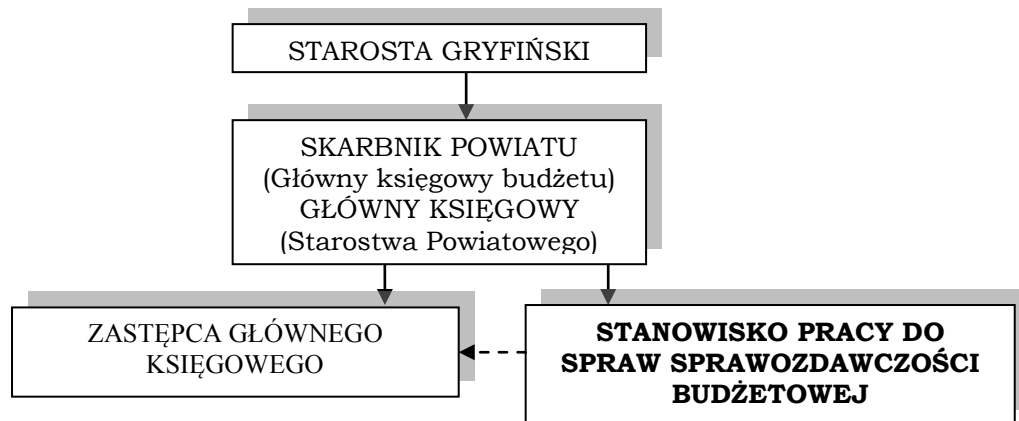 STAROSTA GRYFIŃSKI
SKARBNIK POWIATU
(Główny księgowy budżetu)
GŁÓWNY KSIĘGOWY
(Starostwa Powiatowego)
ZASTĘPCA GŁÓWNEGO
KSIĘGOWEGO
STANOWISKO PRACY DO
SPRAW SPRAWOZDAWCZOŚCI
BUDŻETOWEJ